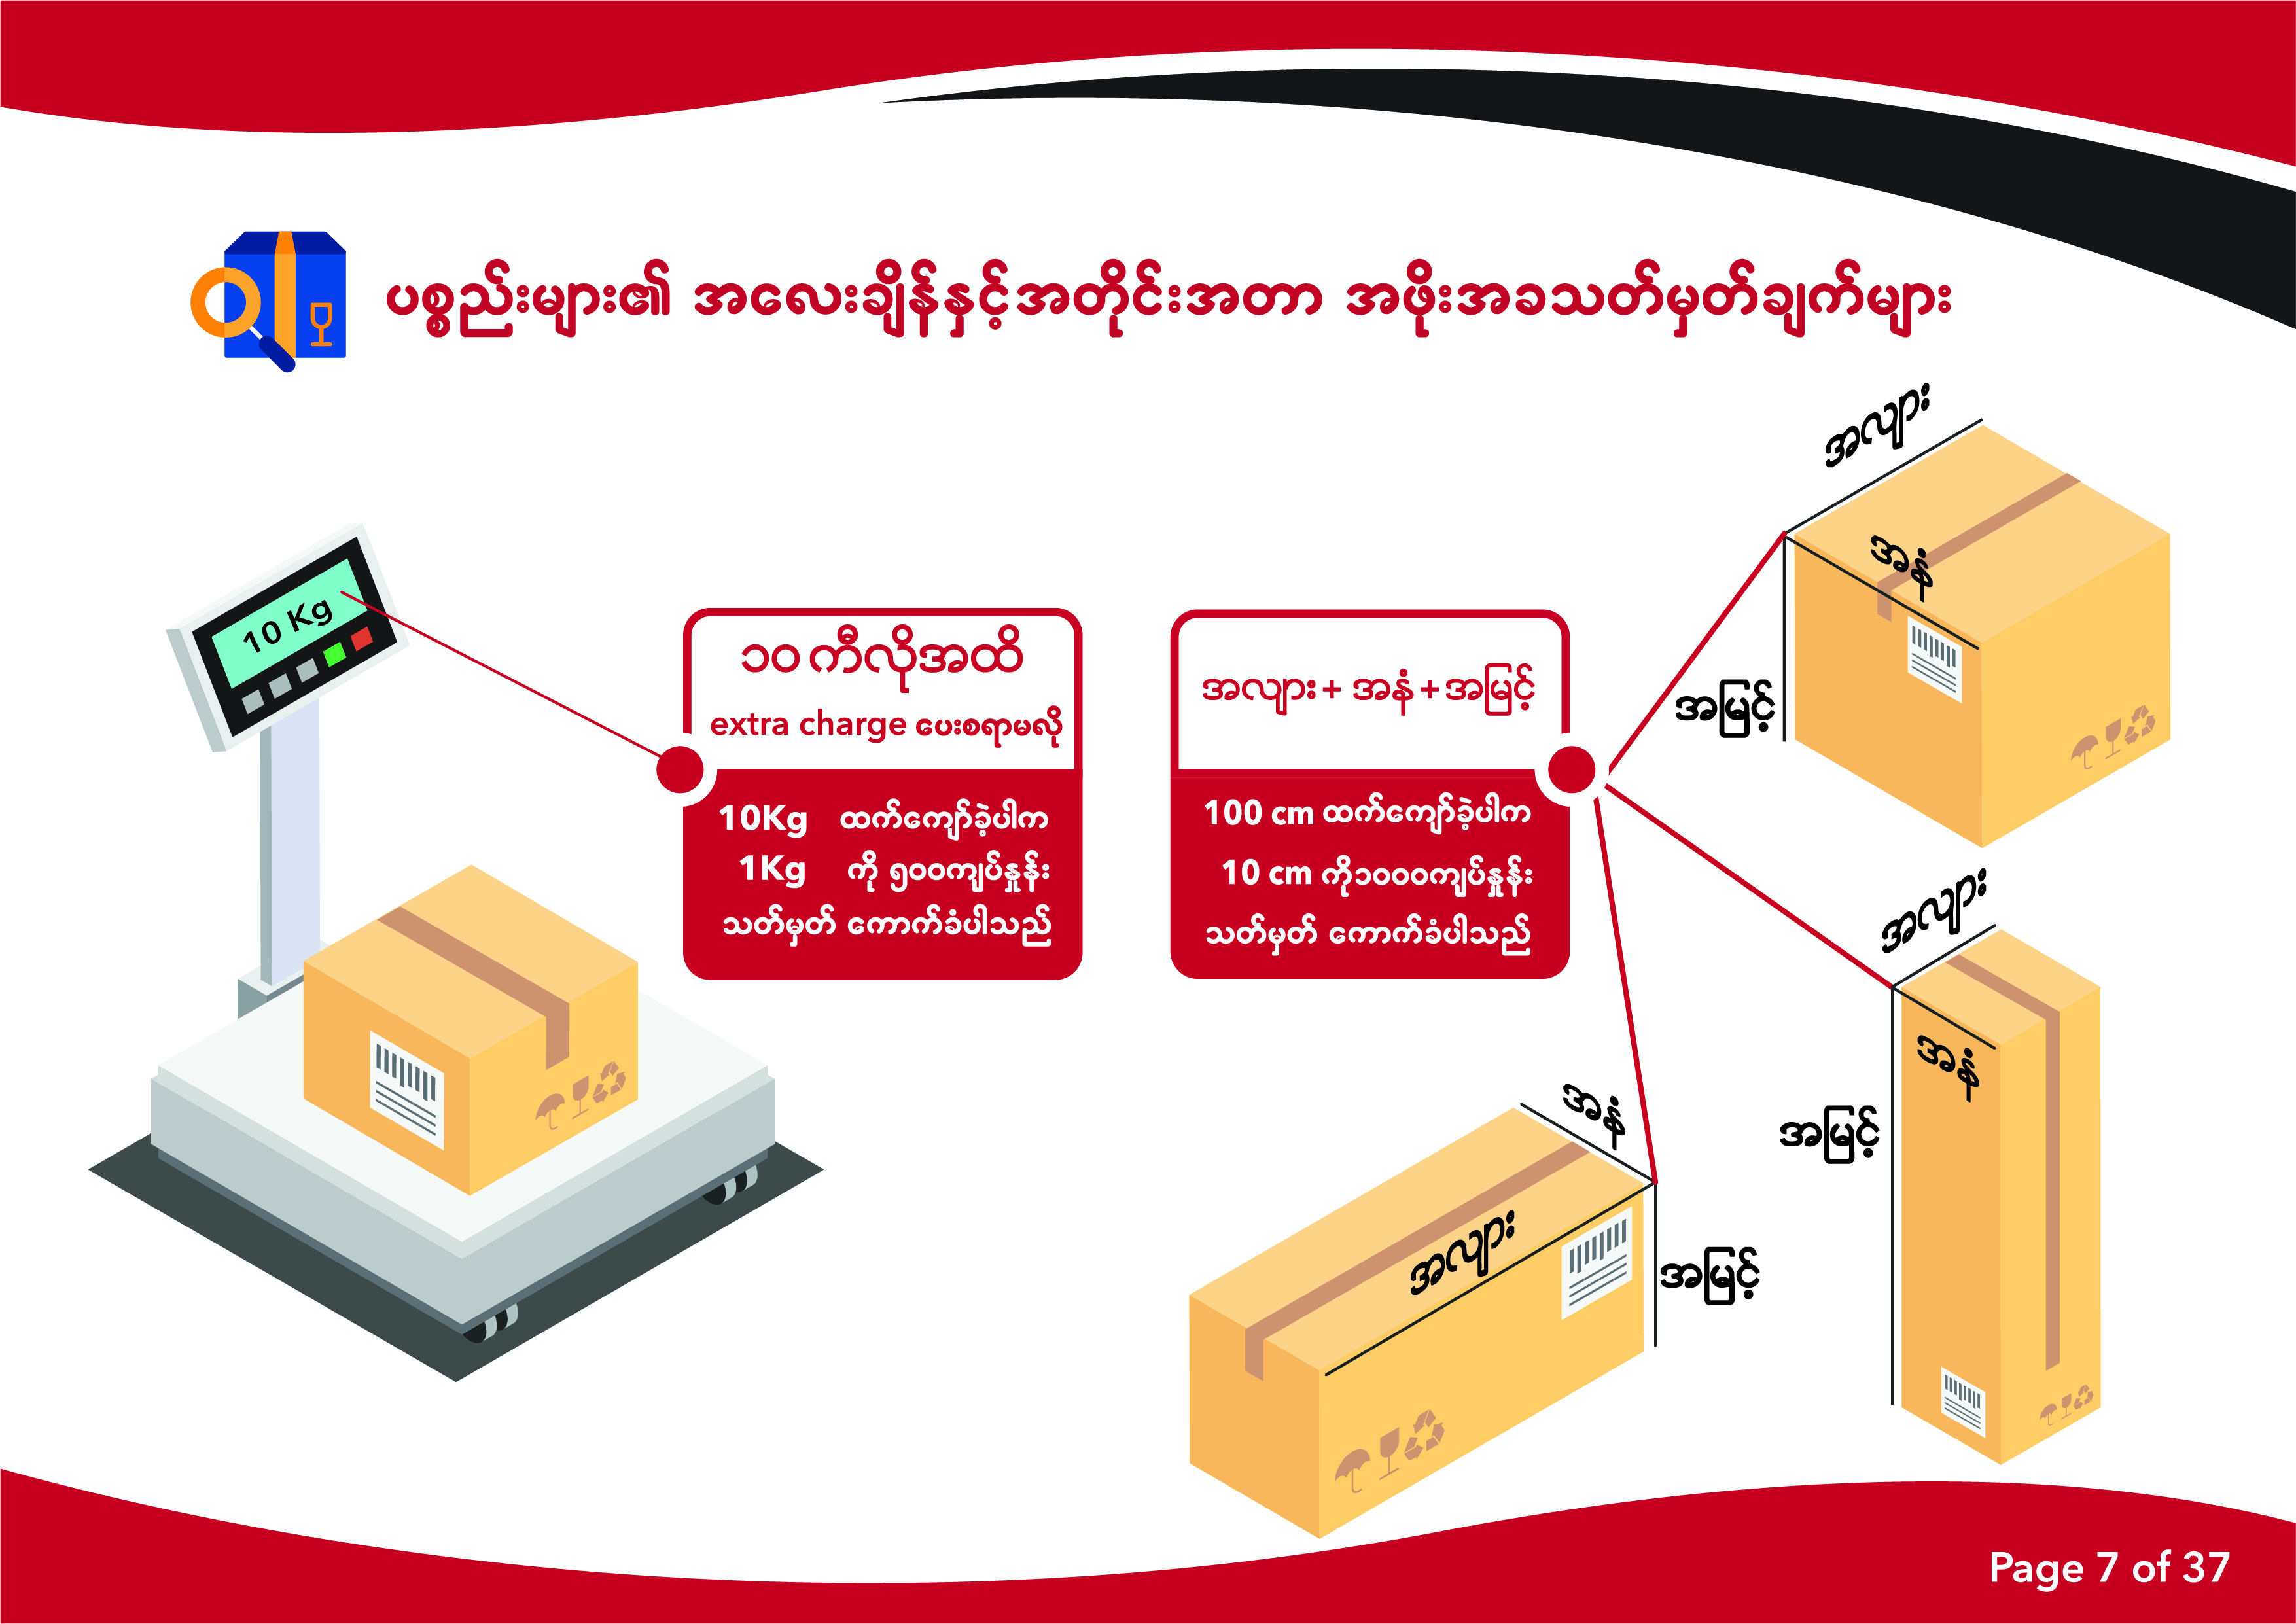 ပစ္စည်းများ၏ အလေးချိန်နှင့်အတိုင်းအတာ အဖိုးအခသတ်မှတ်ချက်များ
10 Kg
၁၀ ကီလိုအထိ
extra charge ပေးစရာမလို
10Kg ထက်ကျော်ခဲ့ပါက
1Kg ကို ၅၀၀ကျပ်နှုန်း
သတ်မှတ် ကောက်ခံပါသည်
အလျား + အနံ + အမြင့်
100 cm ထက်ကျော်ခဲ့ပါက
10 cm ကို၁၀၀၀ကျပ်နှုန်း
သတ်မှတ် ကောက်ခံပါသည်
အလျား
အနံ
အမြင့်
အလျား
အနံ
အမြင့်
အနံ
အလျား
အမြင့်
Page 7 of 37